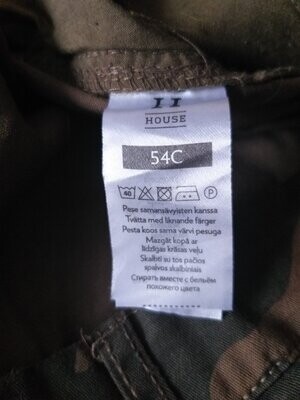 HOUSE
54C
40 P
Pese samansävyisten kanssa
Tvätta med liknande färger
Pesta koos sama värvi pesuga
Mazgāt kopā ar
līdzīgas krāsas veļu
Skalbti su tos pačios
spalvos skalbiniais
Стирать вместе с бельём
похожего цвета